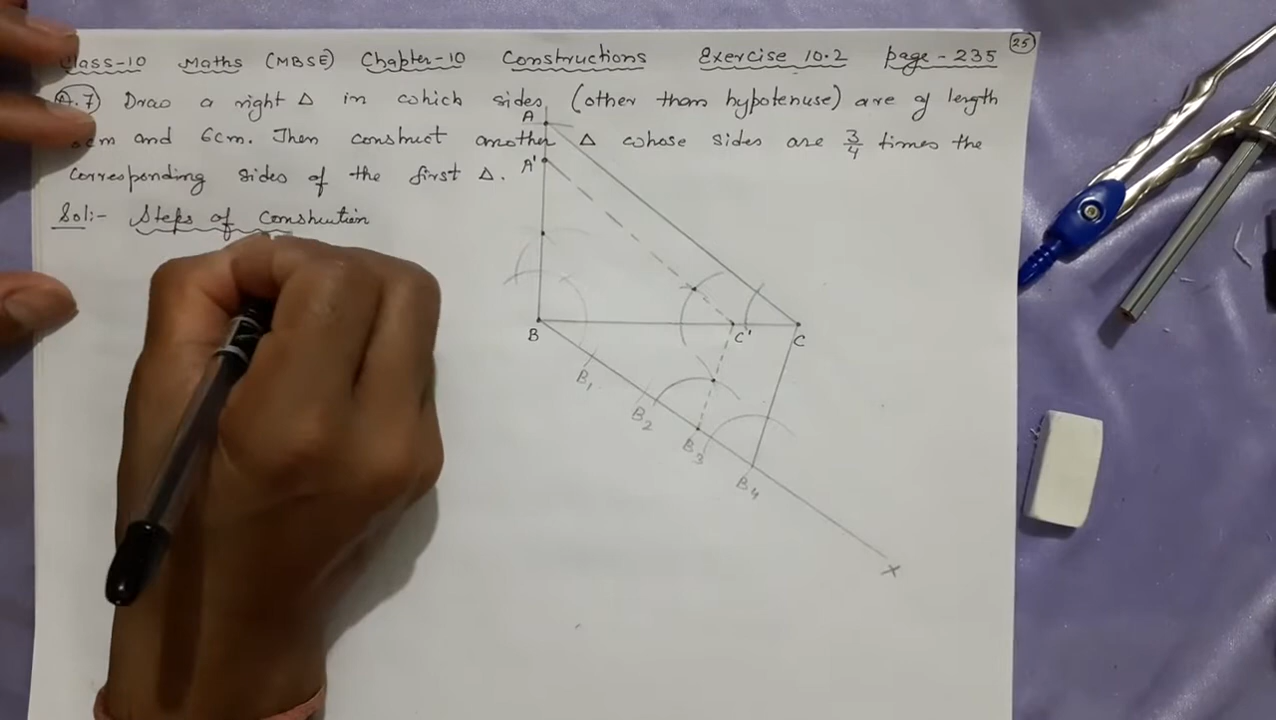 25
Class-10 Maths (MBSE) Chapter-10 Constructions Exercise 10.2 page - 235
Q.7) Draw a right △ in which sides (other than hypotenuse) are of length
cm and 6cm. Then construct another △ whose sides are 3/4 times the
corresponding sides of the first △.
Sol:- Steps of Construction
A
A'
B
C'
C
B1
B2
B3
B4
X